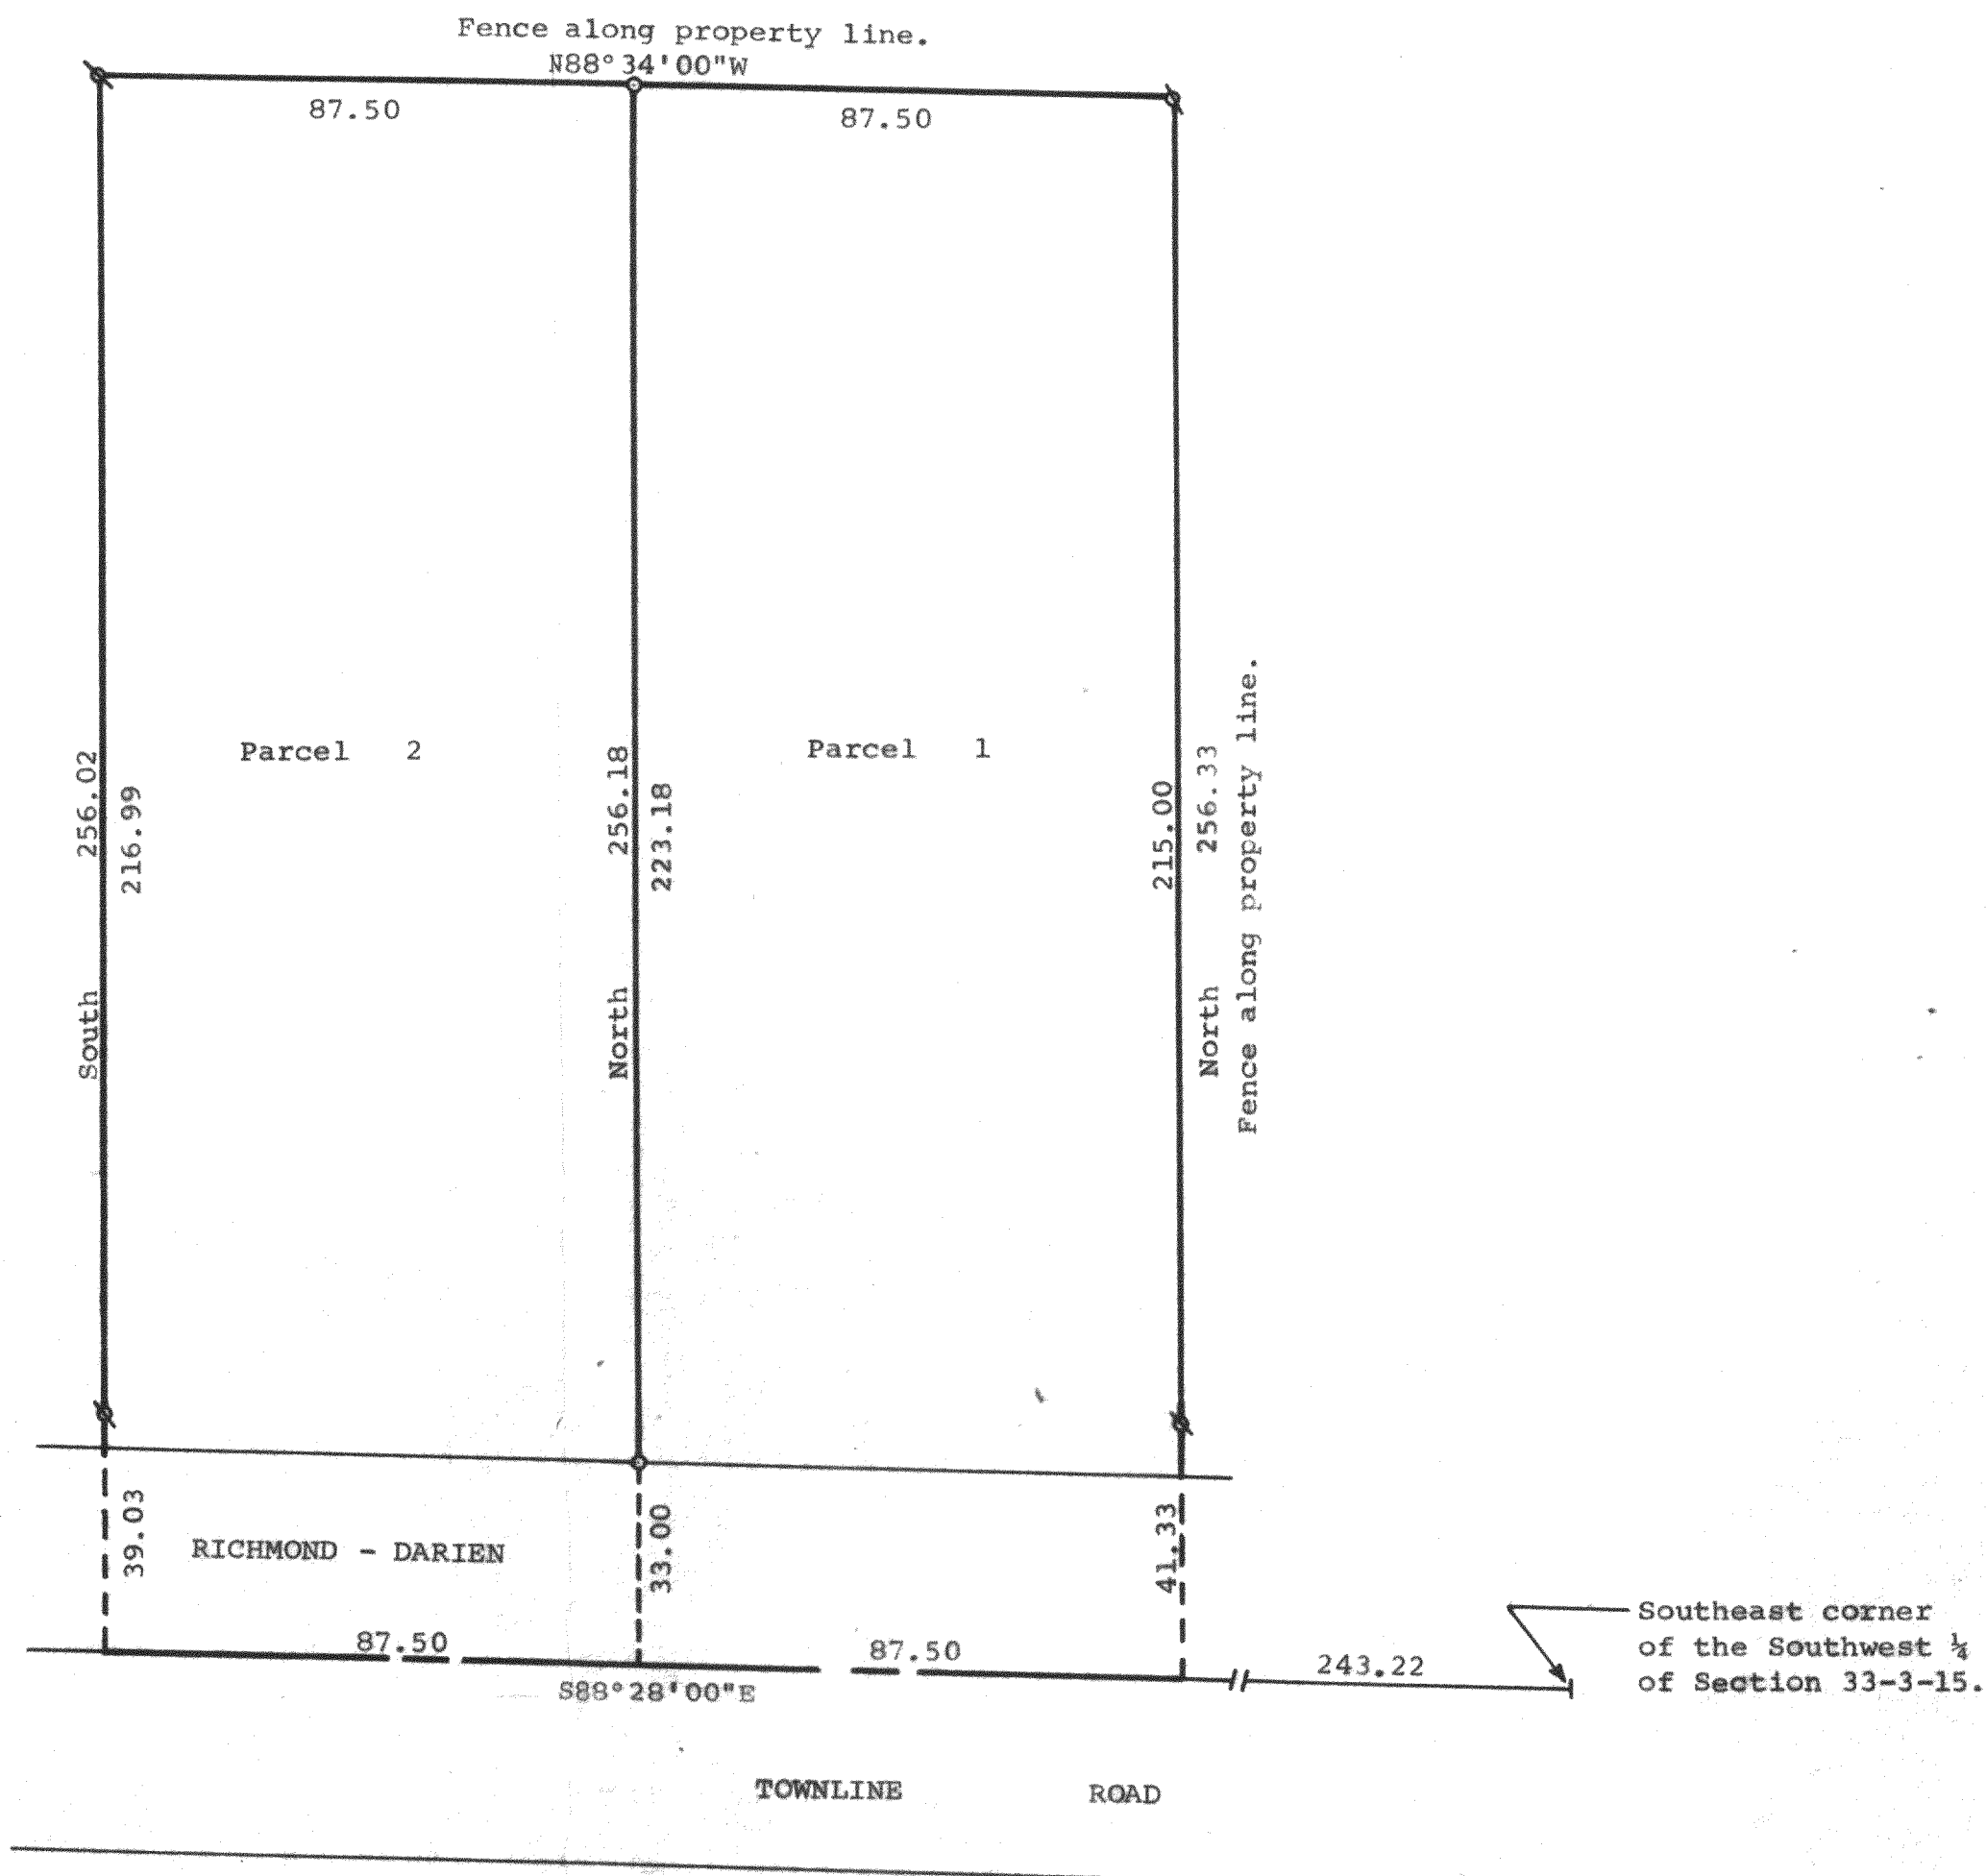 Fence along property line.
N88°34'00"W
87.50
87.50
Parcel 2
Parcel 1
South 256.02
216.99
North 256.18
223.18
215.00
North 256.33
Fence along property line.
39.03
RICHMOND - DARIEN
33.00
41.33
87.50
87.50
S88°28'00"E
243.22
Southeast corner
of the Southwest ¼
of Section 33-3-15.
TOWNLINE ROAD